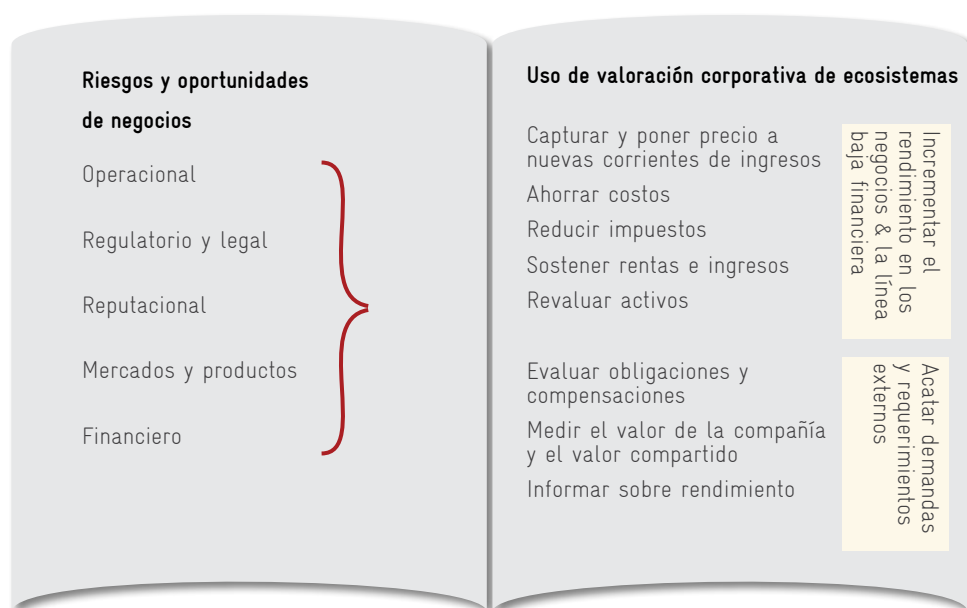 Riesgos y oportunidades
de negocios
Operacional
Regulatorio y legal
Reputacional
Mercados y productos
Financiero
Uso de valoración corporativa de ecosistemas
Capturar y poner precio a
nuevas corrientes de ingresos
Ahorrar costos
Reducir impuestos
Sostener rentas e ingresos
Revaluar activos
Incrementar el
rendimiento en los
negocios & la línea
baja financiera
Evaluar obligaciones y
compensaciones
Medir el valor de la compañía
y el valor compartido
Informar sobre rendimiento
Acatar demandas
y requerimientos
externos